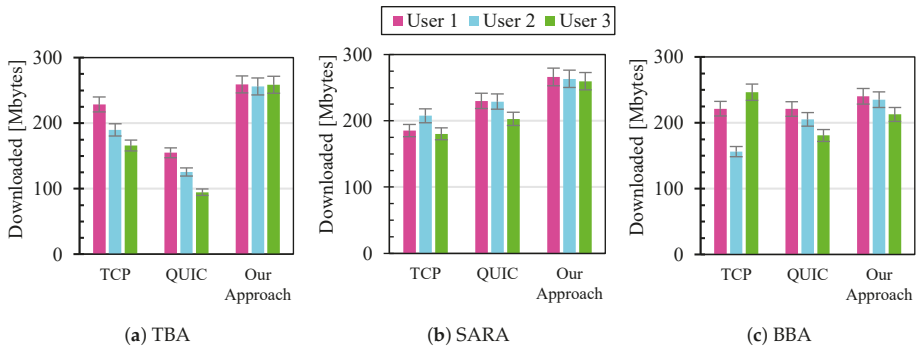 User 1 User 2 User 3
Downloaded [Mbytes]
300
200
100
0
TCP QUIC Our Approach
(a) TBA
Downloaded [Mbytes]
300
200
100
0
TCP QUIC Our Approach
(b) SARA
Downloaded [Mbytes]
300
200
100
0
TCP QUIC Our Approach
(c) BBA